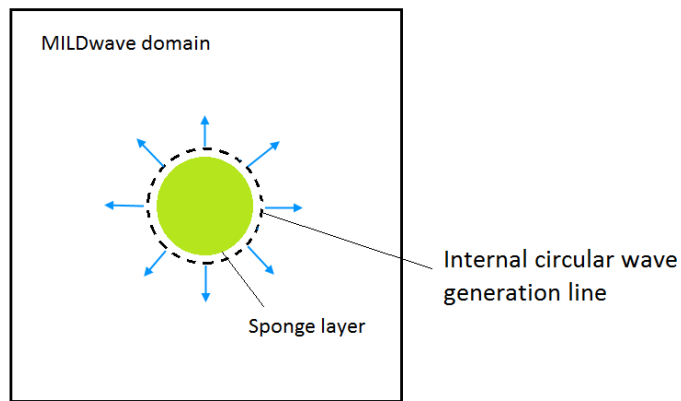 MILDwave domain
Internal circular wave
generation line
Sponge layer